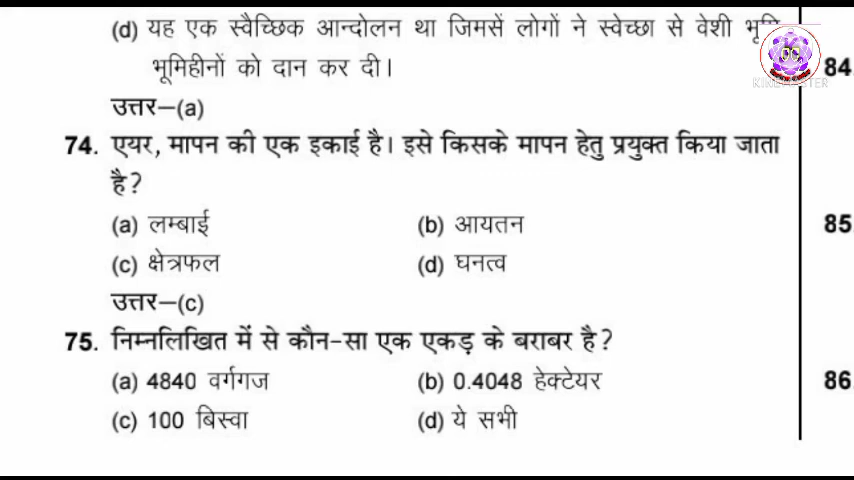 (d) यह एक स्वैच्छिक आन्दोलन था जिमसें लोगों ने स्वेच्छा से वेशी भूमि
भूमिहीनों को दान कर दी।
उत्तर–(a)
74. एयर, मापन की एक इकाई है। इसे किसके मापन हेतु प्रयुक्त किया जाता
है?
(a) लम्बाई (b) आयतन
(c) क्षेत्रफल (d) घनत्व
उत्तर–(c)
75. निम्नलिखित में से कौन-सा एक एकड़ के बराबर है?
(a) 4840 वर्गगज (b) 0.4048 हेक्टेयर
(c) 100 बिस्वा (d) ये सभी
84
85
86